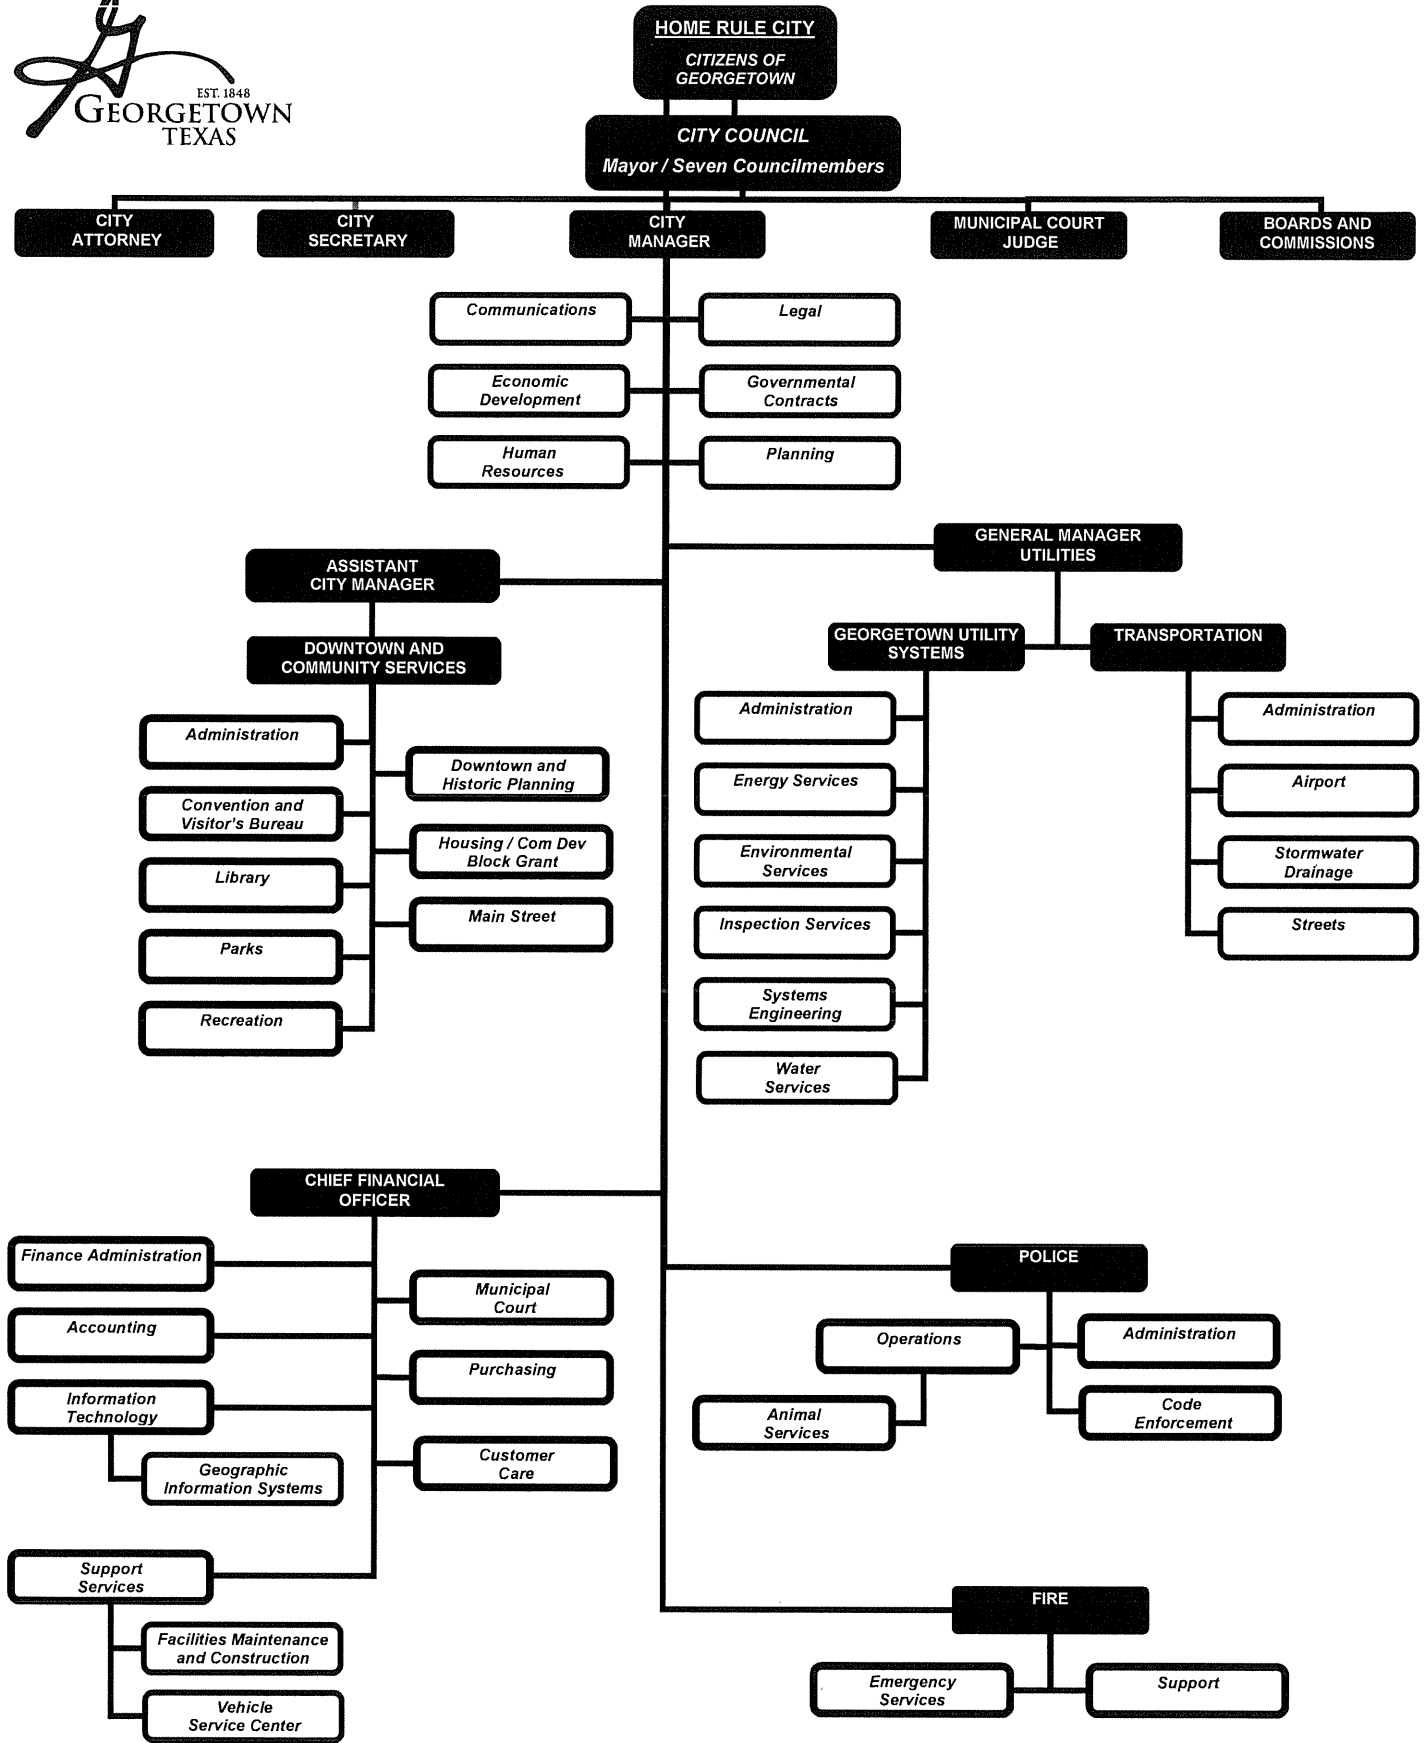 EST. 1848
GEORGETOWN
TEXAS
HOME RULE CITY
CITIZENS OF
GEORGETOWN
CITY COUNCIL
Mayor / Seven Councilmembers
CITY
ATTORNEY
CITY
SECRETARY
CITY
MANAGER
MUNICIPAL COURT
JUDGE
BOARDS AND
COMMISSIONS
Communications
Legal
Economic
Development
Governmental
Contracts
Human
Resources
Planning
ASSISTANT
CITY MANAGER
DOWNTOWN AND
COMMUNITY SERVICES
Administration
Convention and
Visitor's Bureau
Library
Parks
Recreation
Downtown and
Historic Planning
Housing / Com Dev
Block Grant
Main Street
GENERAL MANAGER
UTILITIES
GEORGETOWN UTILITY
SYSTEMS
Administration
Energy Services
Environmental
Services
Inspection Services
Systems
Engineering
Water
Services
TRANSPORTATION
Administration
Airport
Stormwater
Drainage
Streets
CHIEF FINANCIAL
OFFICER
Finance Administration
Accounting
Information
Technology
Geographic
Information Systems
Support
Services
Facilities Maintenance
and Construction
Vehicle
Service Center
Municipal
Court
Purchasing
Customer
Care
POLICE
Operations
Animal
Services
Administration
Code
Enforcement
FIRE
Emergency
Services
Support